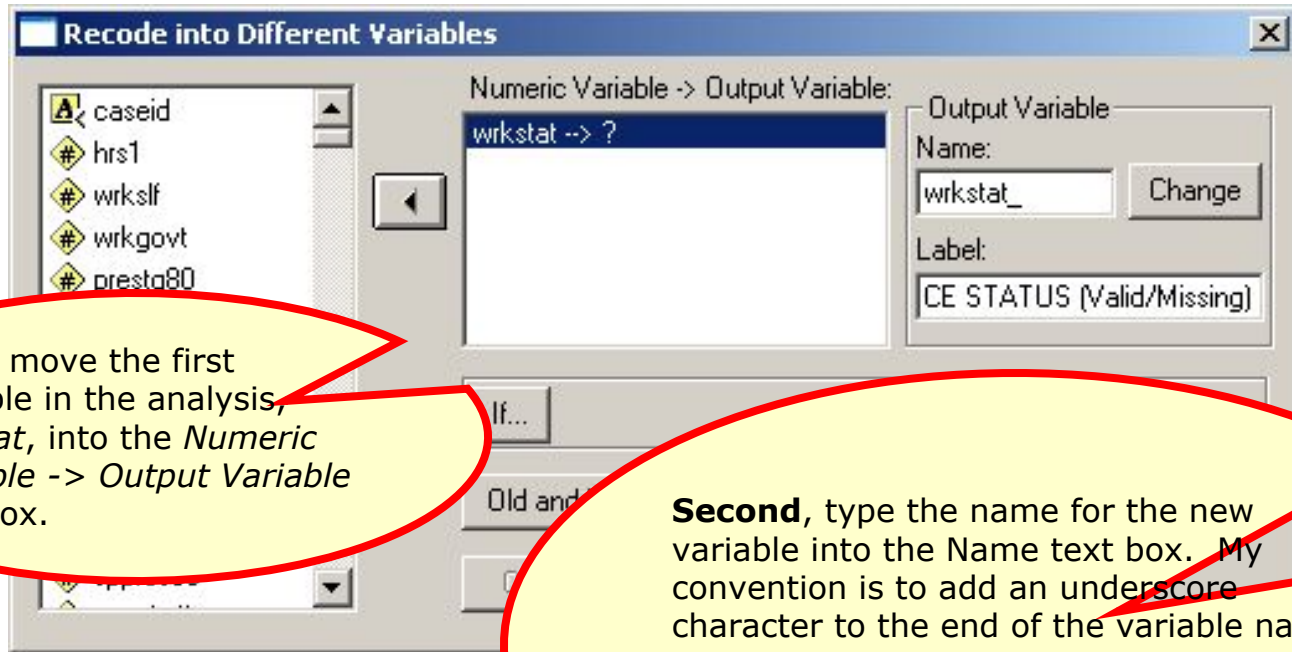 Recode into Different Variables
caseid
hrs1
wrkslf
wrkgovt
prestg80
Numeric Variable -> Output Variable:
wrkstat --> ?
Output Variable
Name:
wrkstat_
Change
Label:
CE STATUS (Valid/Missing)
If...
Old and
move the first
ble in the analysis,
at, into the Numeric
ble -> Output Variable
ox.
Second, type the name for the new
variable into the Name text box. My
convention is to add an underscore
character to the end of the variable na